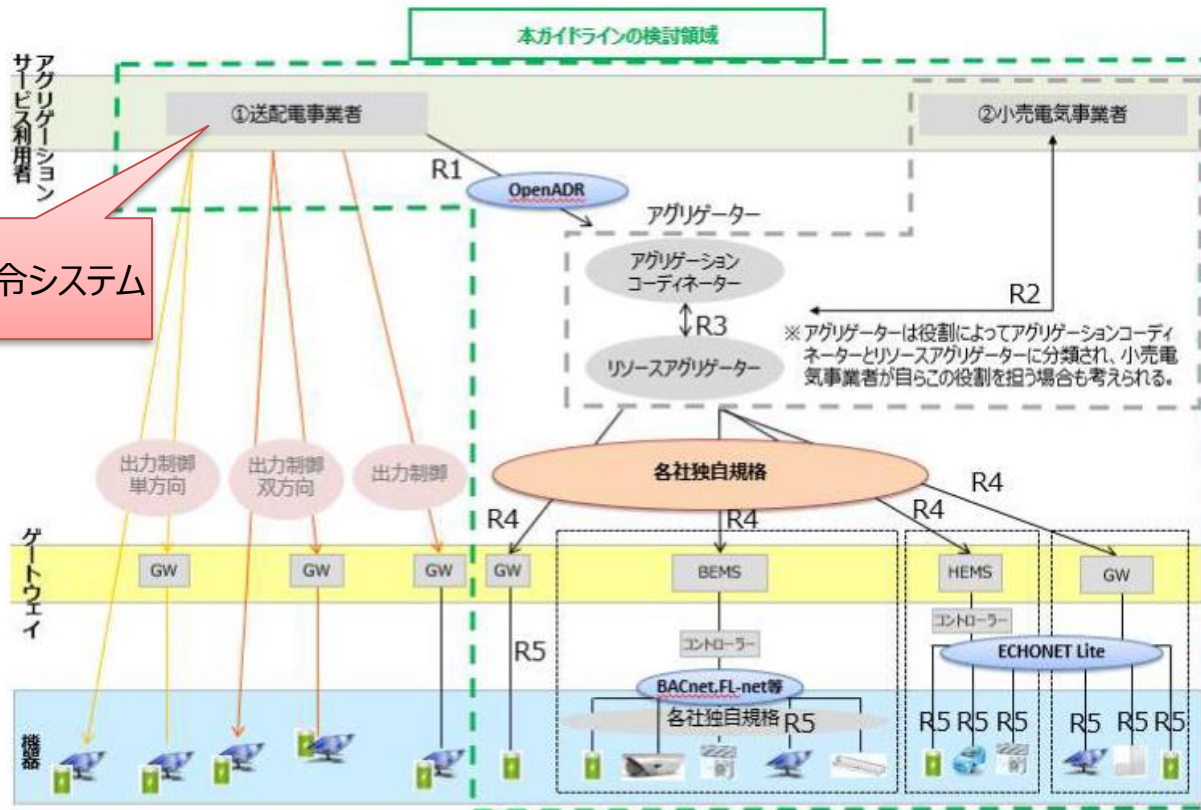 本ガイドラインの検討領域
アグリゲーション
サービス利用者
①送配電事業者
②小売電気事業者
R1
OpenADR
アグリゲーター
令システム
アグリゲーション
コーディネーター
R3
R2
リソースアグリゲーター
※アグリゲーターは役割によってアグリゲーションコーディ
ネーターとリソースアグリゲーターに分類され、小売電
気事業者が自らこの役割を担う場合も考えられる。
出力制御
単方向
出力制御
双方向
出力制御
各社独自規格
R4
R4
R4
R4
ゲートウェイ
GW
GW
GW
GW
BEMS
HEMS
GW
コントローラー
コントローラー
R5
ECHONET Lite
BACnet,FL-net等
各社独自規格
R5
R5
R5
R5
R5
R5
R5
機器